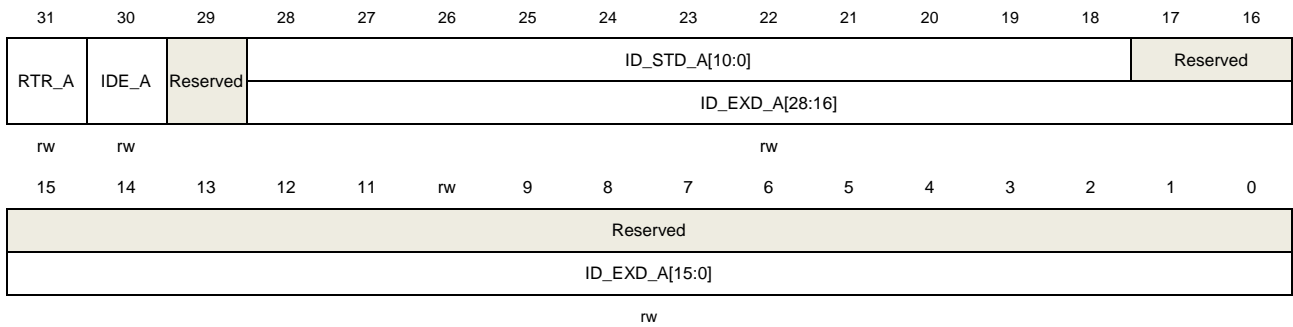 31 30 29 28 27 26 25 24 23 22 21 20 19 18 17 16
RTR_A IDE_A Reserved ID_STD_A[10:0] Reserved
ID_EXD_A[28:16]
rw rw rw
15 14 13 12 11 rw 9 8 7 6 5 4 3 2 1 0
Reserved
ID_EXD_A[15:0]
rw